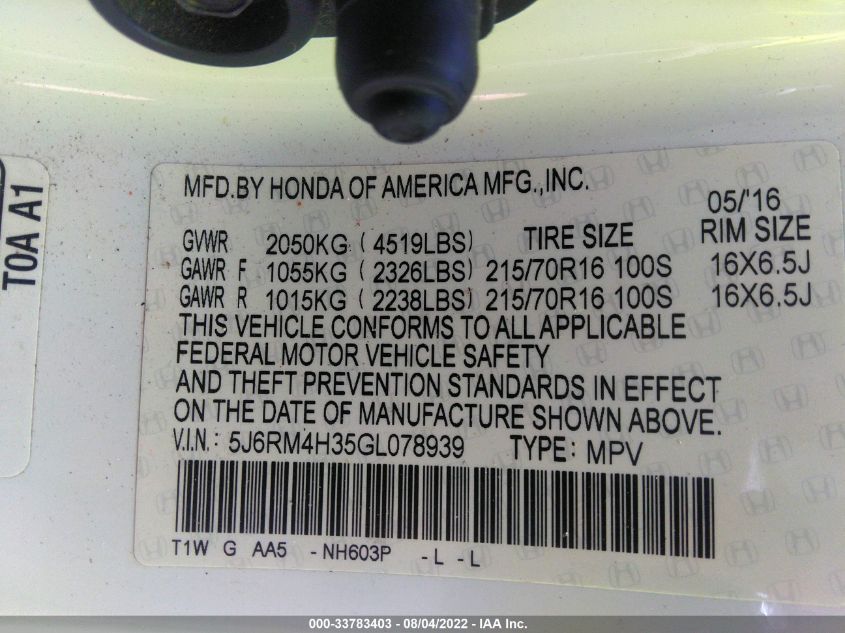 T0A A1
MFD.BY HONDA OF AMERICA MFG.,INC.
05/'16
GVWR 2050KG ( 4519LBS) TIRE SIZE RIM SIZE
GAWR F 1055KG ( 2326LBS) 215/70R16 100S 16X6.5J
GAWR R 1015KG ( 2238LBS) 215/70R16 100S 16X6.5J
THIS VEHICLE CONFORMS TO ALL APPLICABLE
FEDERAL MOTOR VEHICLE SAFETY
AND THEFT PREVENTION STANDARDS IN EFFECT
ON THE DATE OF MANUFACTURE SHOWN ABOVE.
V.I.N.: 5J6RM4H35GL078939 TYPE: MPV
T1W G AA5 -NH603P -L -L
000-33783403 - 08/04/2022 - IAA Inc.